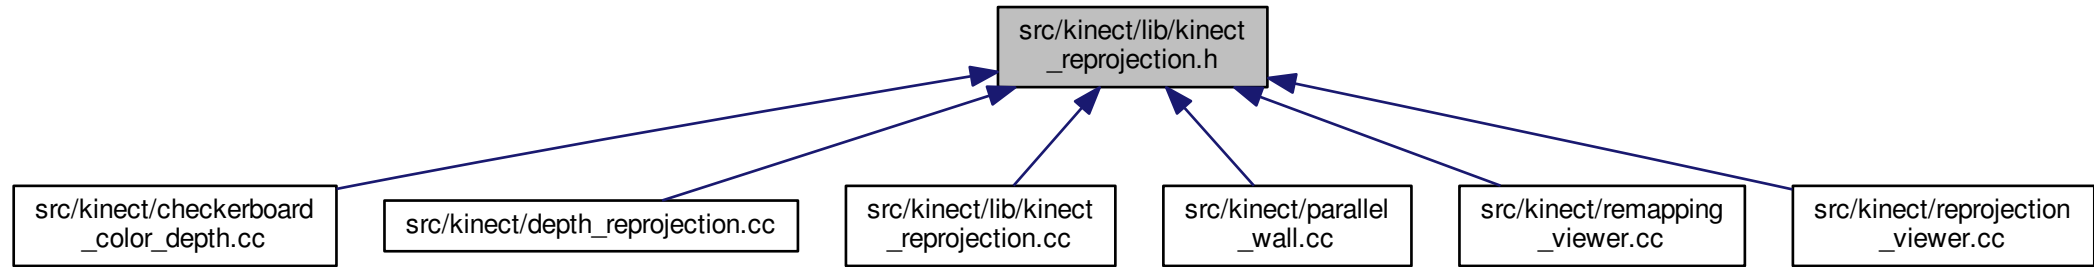 src/kinect/lib/kinect
_reprojection.h
src/kinect/checkerboard
_color_depth.cc
src/kinect/depth_reprojection.cc
src/kinect/lib/kinect
_reprojection.cc
src/kinect/parallel
_wall.cc
src/kinect/remapping
_viewer.cc
src/kinect/reprojection
_viewer.cc